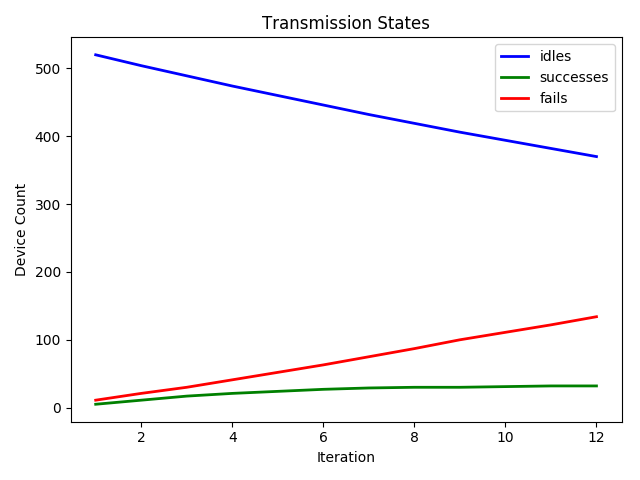 Transmission States
idles
successes
fails
Device Count
500
400
300
200
100
0
2 4 6 8 10 12
Iteration